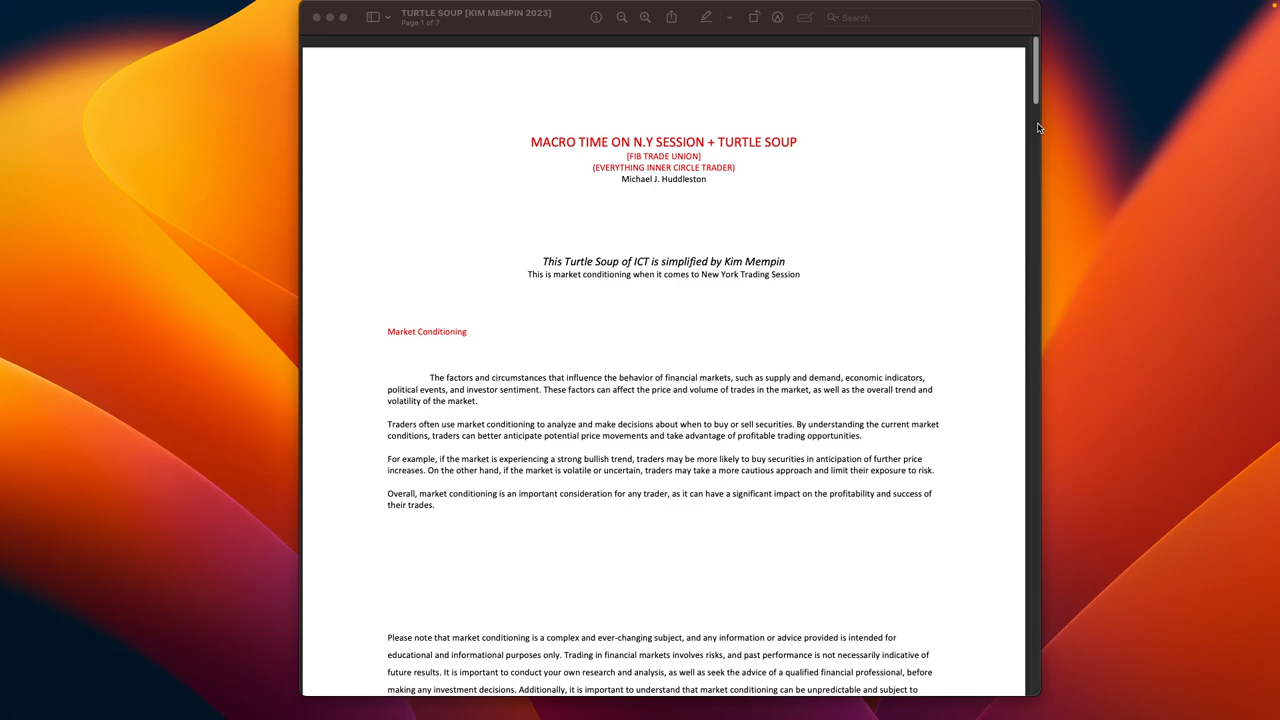 TURTLE SOUP [KIM MEMPIN 2023]
Page 1 of 7
Search
MACRO TIME ON N.Y SESSION + TURTLE SOUP
[FIB TRADE UNION]
(EVERYTHING INNER CIRCLE TRADER)
Michael J. Huddleston
This Turtle Soup of ICT is simplified by Kim Mempin
This is market conditioning when it comes to New York Trading Session
Market Conditioning
The factors and circumstances that influence the behavior of financial markets, such as supply and demand, economic indicators,
political events, and investor sentiment. These factors can affect the price and volume of trades in the market, as well as the overall trend and
volatility of the market.
Traders often use market conditioning to analyze and make decisions about when to buy or sell securities. By understanding the current market
conditions, traders can better anticipate potential price movements and take advantage of profitable trading opportunities.
For example, if the market is experiencing a strong bullish trend, traders may be more likely to buy securities in anticipation of further price
increases. On the other hand, if the market is volatile or uncertain, traders may take a more cautious approach and limit their exposure to risk.
Overall, market conditioning is an important consideration for any trader, as it can have a significant impact on the profitability and success of
their trades.
Please note that market conditioning is a complex and ever-changing subject, and any information or advice provided is intended for
educational and informational purposes only. Trading in financial markets involves risks, and past performance is not necessarily indicative of
future results. It is important to conduct your own research and analysis, as well as seek the advice of a qualified financial professional, before
making any investment decisions. Additionally, it is important to understand that market conditioning can be unpredictable and subject to